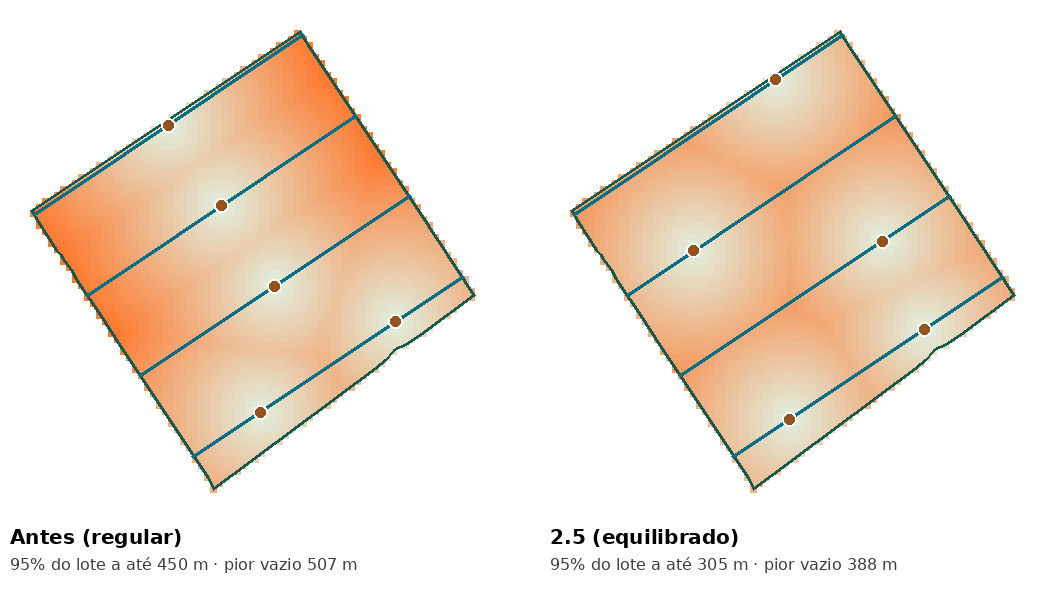 Antes (regular)
95% do lote a até 450 m · pior vazio 507 m
2.5 (equilibrado)
95% do lote a até 305 m · pior vazio 388 m